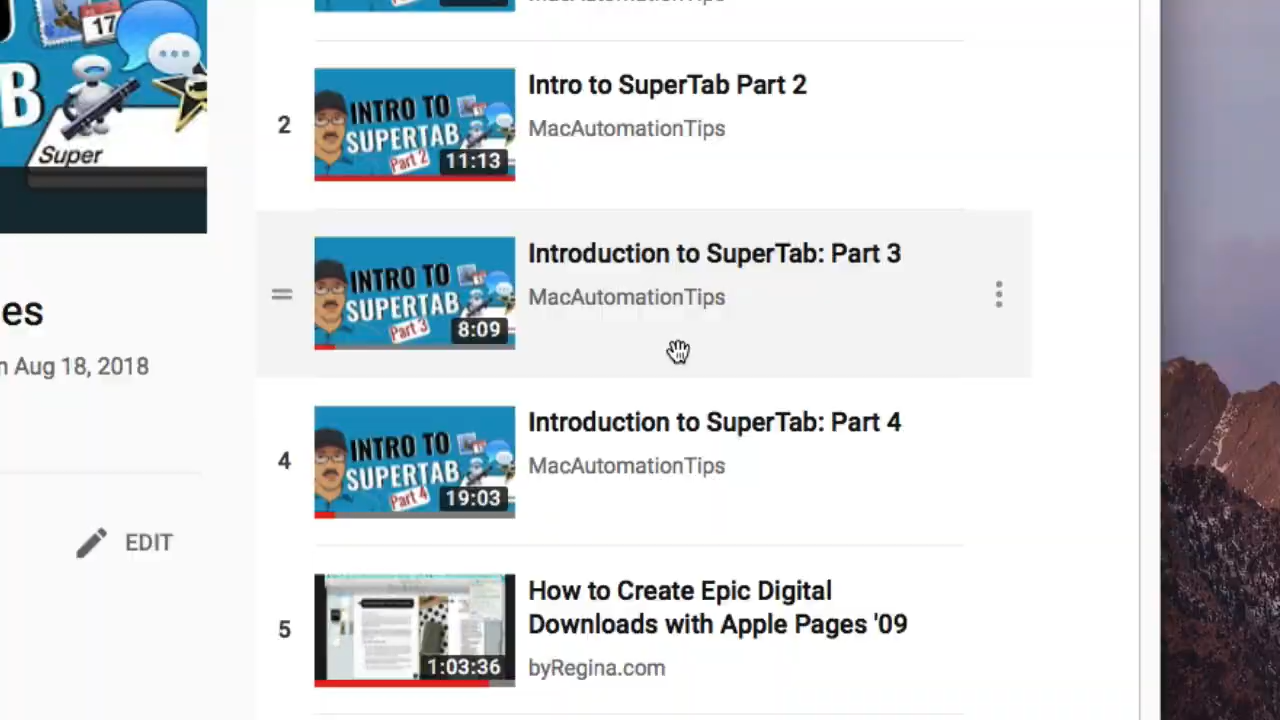 MacAutomationTips
17
B
Super
es
n Aug 18, 2018
EDIT
2
INTRO TO
SUPERTAB
Part 2
11:13
Intro to SuperTab Part 2
MacAutomationTips
INTRO TO
SUPERTAB
Part 3
8:09
Introduction to SuperTab: Part 3
MacAutomationTips
4
INTRO TO
SUPERTAB
Part 4
19:03
Introduction to SuperTab: Part 4
MacAutomationTips
5
1:03:36
How to Create Epic Digital
Downloads with Apple Pages '09
byRegina.com